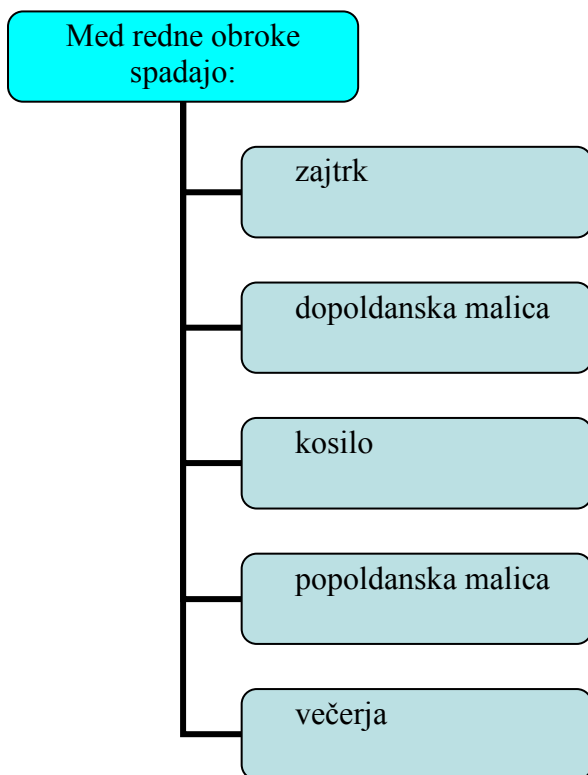 Med redne obroke
spadajo:
zajtrk
dopoldanska malica
kosilo
popoldanska malica
večerja